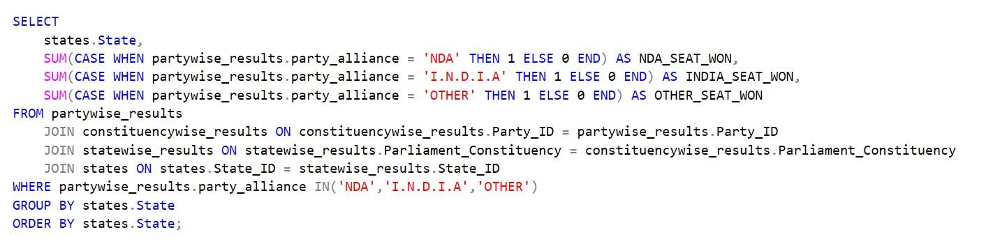 SELECT
states.State,
SUM(CASE WHEN partywise_results.party_alliance = 'NDA' THEN 1 ELSE 0 END) AS NDA_SEAT_WON,
SUM(CASE WHEN partywise_results.party_alliance = 'I.N.D.I.A' THEN 1 ELSE 0 END) AS INDIA_SEAT_WON,
SUM(CASE WHEN partywise_results.party_alliance = 'OTHER' THEN 1 ELSE 0 END) AS OTHER_SEAT_WON
FROM partywise_results
JOIN constituencywise_results ON constituencywise_results.Party_ID = partywise_results.Party_ID
JOIN statewise_results ON statewise_results.Parliament_Constituency = constituencywise_results.Parliament_Constituency
JOIN states ON states.State_ID = statewise_results.State_ID
WHERE partywise_results.party_alliance IN('NDA','I.N.D.I.A','OTHER')
GROUP BY states.State
ORDER BY states.State;